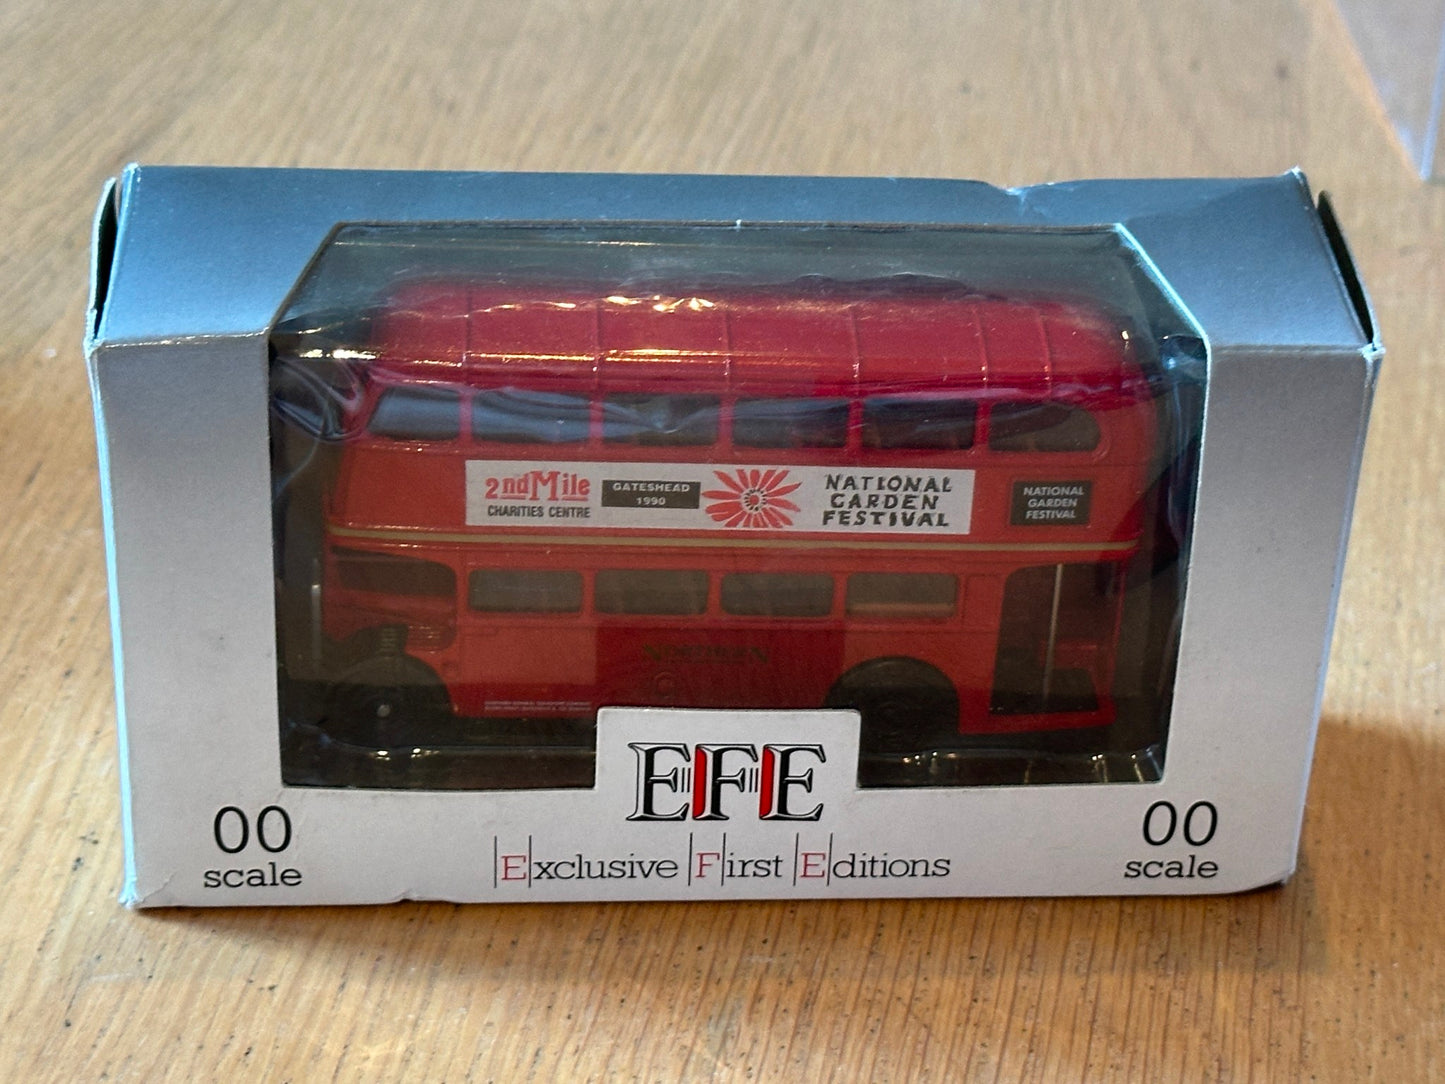 2nd Mile
CHARITIES CENTRE
GATESHEAD
1990
NATIONAL
GARDEN
FESTIVAL
NATIONAL
GARDEN
FESTIVAL
NORTHERN
EFE
Exclusive First Editions
00
scale
00
scale